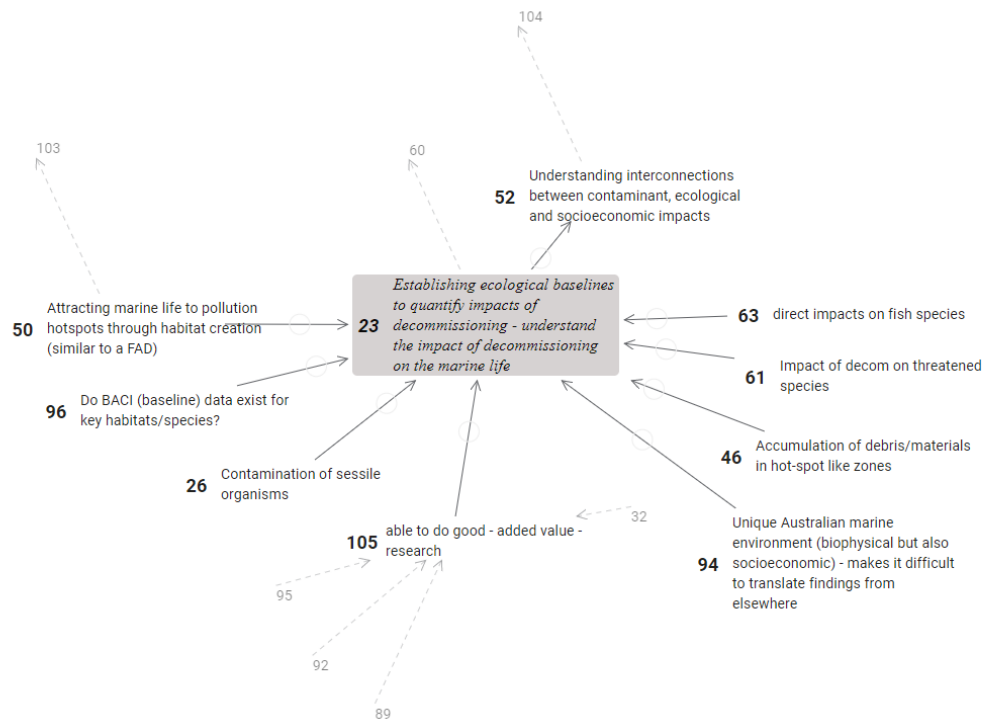 104
103
60
52
Understanding interconnections
between contaminant, ecological
and socioeconomic impacts
23
Establishing ecological baselines
to quantify impacts of
decommissioning - understand
the impact of decommissioning
on the marine life
50
Attracting marine life to pollution
hotspots through habitat creation
(similar to a FAD)
63 direct impacts on fish species
61
Impact of decom on threatened
species
96
Do BACI (baseline) data exist for
key habitats/species?
46
Accumulation of debris/materials
in hot-spot like zones
26
Contamination of sessile
organisms
105
able to do good - added value -
research
32
94
Unique Australian marine
environment (biophysical but also
socioeconomic) - makes it difficult
to translate findings from
elsewhere
95
92
89